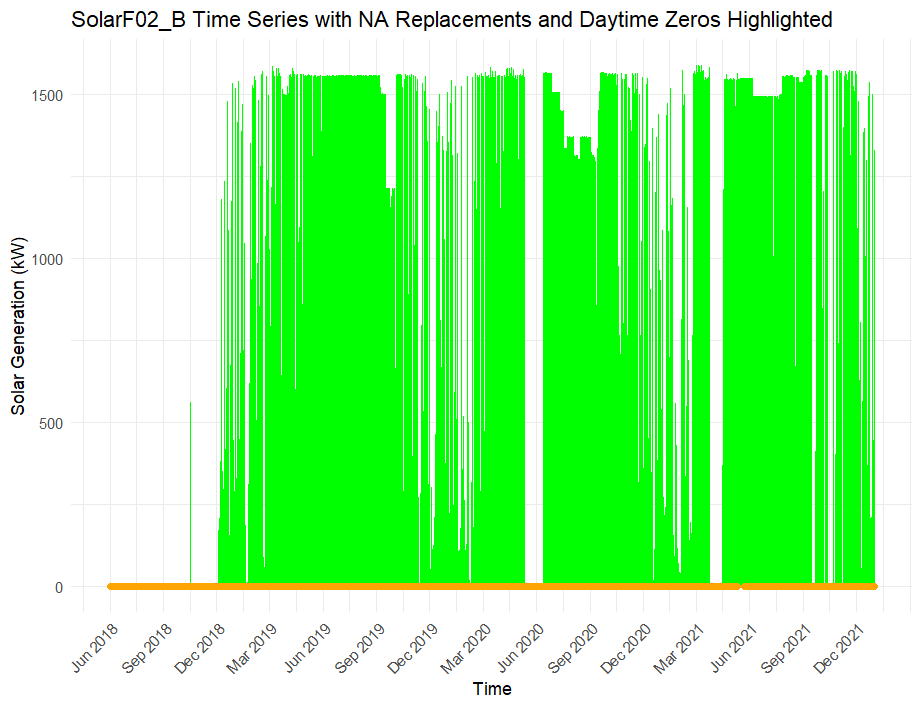 SolarF02_B Time Series with NA Replacements and Daytime Zeros Highlighted
Solar Generation (kW)
1500
1000
500
0
Jun 2018
Sep 2018
Dec 2018
Mar 2019
Jun 2019
Sep 2019
Dec 2019
Mar 2020
Jun 2020
Sep 2020
Dec 2020
Mar 2021
Jun 2021
Sep 2021
Dec 2021
Time